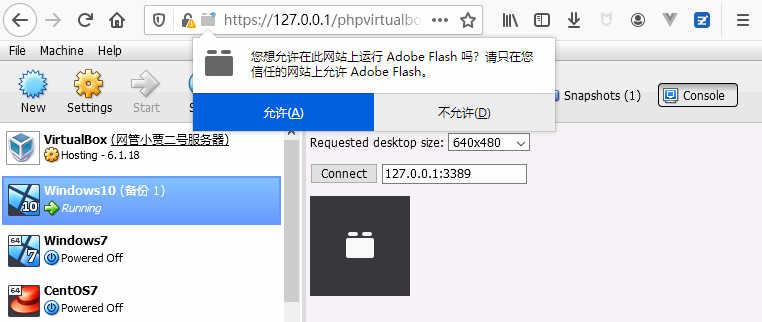 https://127.0.0.1/phpvirtualbo
File Machine Help
您想允许在此网站上运行 Adobe Flash 吗？请只在您
信任的网站上允许 Adobe Flash。
允许(A)
不允许(D)
New Settings Start
Snapshots (1) Console
VirtualBox (网管小贾二号服务器)
Hosting - 6.1.18
Requested desktop size: 640x480
Connect 127.0.0.1:3389
Windows10 (备份 1)
10
Running
64
Windows7
7
Powered Off
64
CentOS7
Powered Off